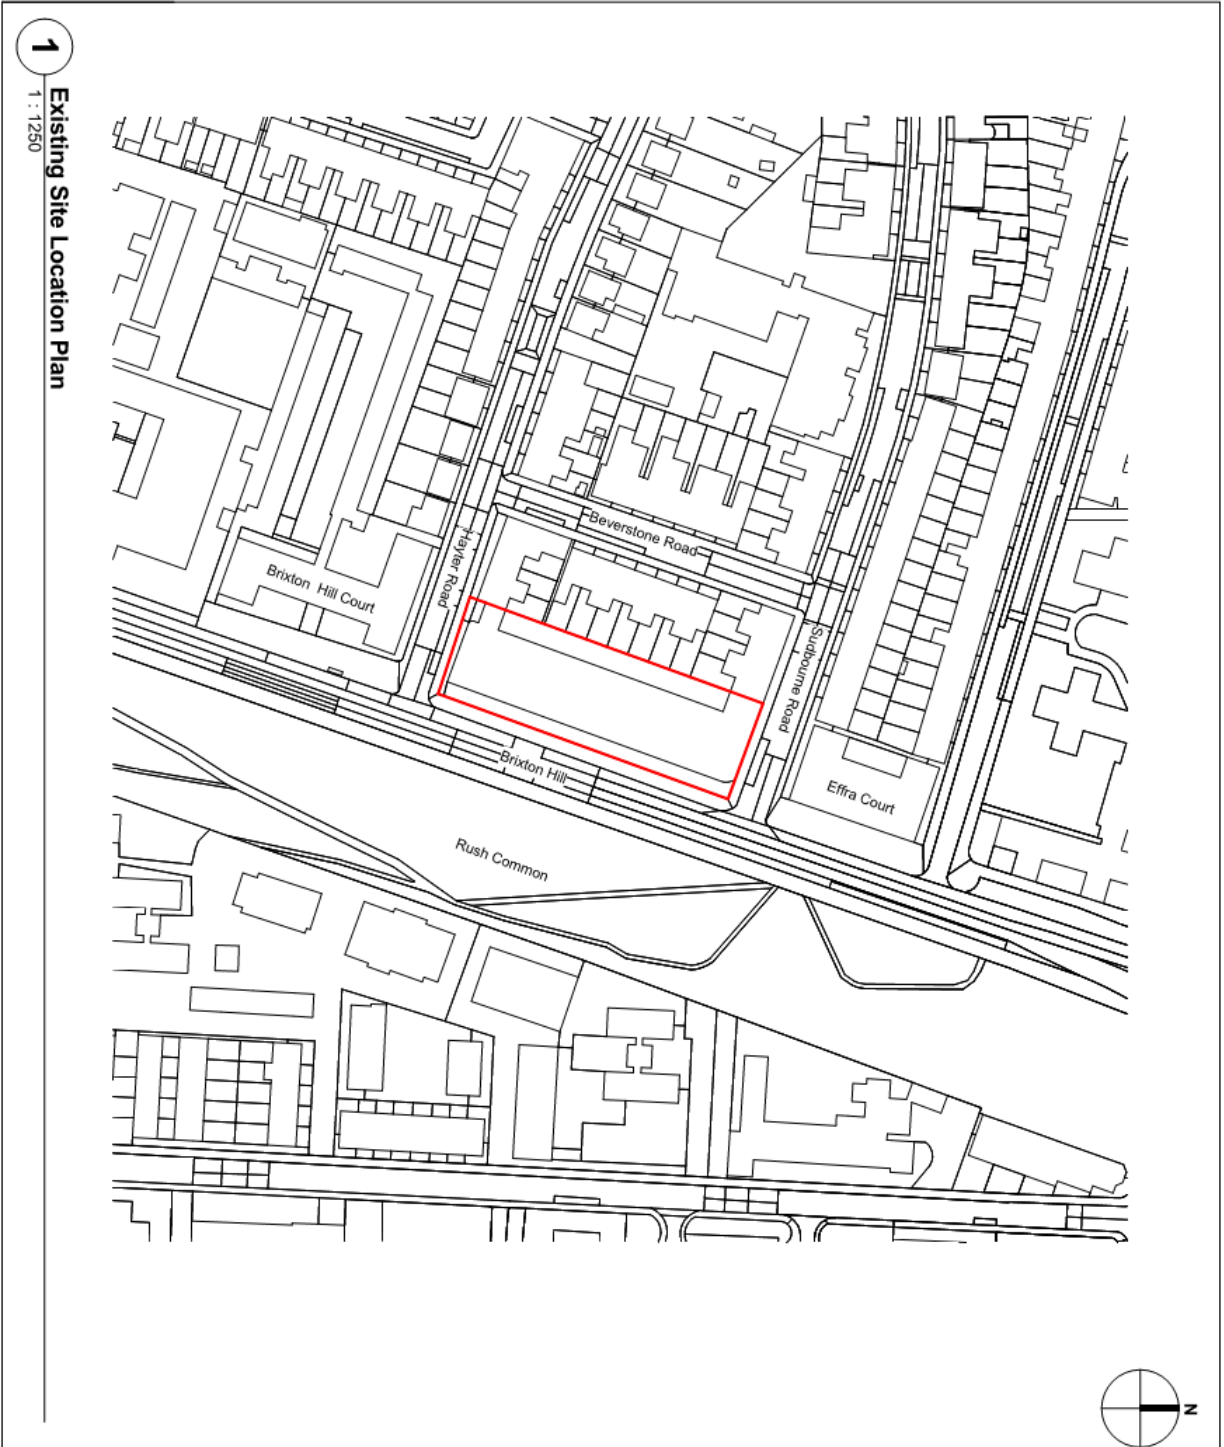 1
Existing Site Location Plan
1 : 1250
Beverstone Road
Hayter Road
Brixton Hill Court
Sudbourne Road
Brixton Hill
Effra Court
Rush Common
N